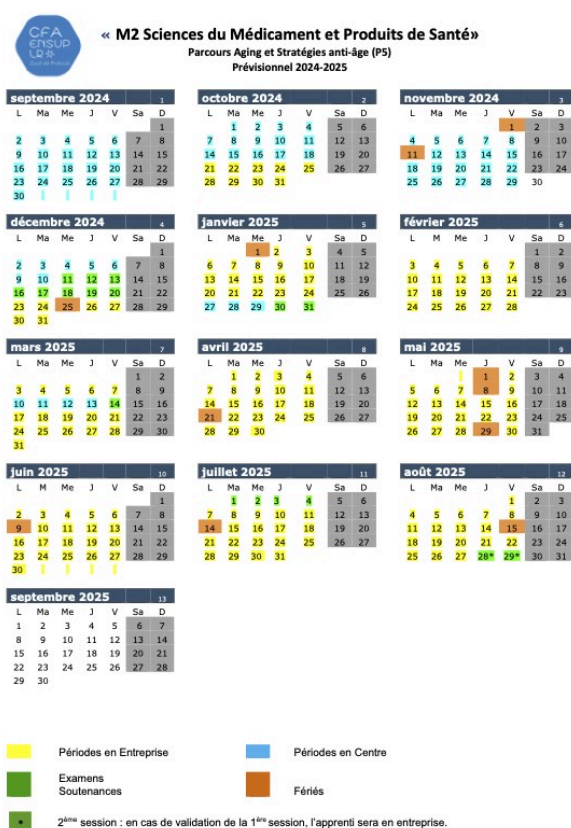 CFA
ENSUP
LR
Sud de France
« M2 Sciences du Médicament et Produits de Santé»
Parcours Aging et Stratégies anti-âge (P5)
Prévisionnel 2024-2025
septembre 2024 1 octobre 2024 2 novembre 2024 3
L Ma Me J V Sa D L Ma Me J V Sa D L Ma Me J V Sa D
1 1 2 3 4 5 6 1 2 3
2 3 4 5 6 7 8 7 8 9 10 11 12 13 4 5 6 7 8 9 10
9 10 11 12 13 14 15 14 15 16 17 18 19 20 11 12 13 14 15 16 17
16 17 18 19 20 21 22 21 22 23 24 25 26 27 18 19 20 21 22 23 24
23 24 25 26 27 28 29 28 29 30 31 25 26 27 28 29 30
30
décembre 2024 4 janvier 2025 5 février 2025 6
L Ma Me J V Sa D L Ma Me J V Sa D L Ma Me J V Sa D
1 1 2 3 4 5 1 2
2 3 4 5 6 7 8 6 7 8 9 10 11 12 3 4 5 6 7 8 9
9 10 11 12 13 14 15 13 14 15 16 17 18 19 10 11 12 13 14 15 16
16 17 18 19 20 21 22 20 21 22 23 24 25 26 17 18 19 20 21 22 23
23 24 25 26 27 28 29 27 28 29 30 31 24 25 26 27 28
30 31
mars 2025 7 avril 2025 8 mai 2025 9
L Ma Me J V Sa D L Ma Me J V Sa D L Ma Me J V Sa D
1 2 1 2 3 4 5 6 1 2 3 4
3 4 5 6 7 8 9 7 8 9 10 11 12 13 5 6 7 8 9 10 11
10 11 12 13 14 15 16 14 15 16 17 18 19 20 12 13 14 15 16 17 18
17 18 19 20 21 22 23 21 22 23 24 25 26 27 19 20 21 22 23 24 25
24 25 26 27 28 29 30 28 29 30 26 27 28 29 30 31
31
juin 2025 10 juillet 2025 11 août 2025 12
L M Me J V Sa D L Ma Me J V Sa D L Ma Me J V Sa D
1 1 2 3 4 5 6 1 2 3
2 3 4 5 6 7 8 7 8 9 10 11 12 13 4 5 6 7 8 9 10
9 10 11 12 13 14 15 14 15 16 17 18 19 20 11 12 13 14 15 16 17
16 17 18 19 20 21 22 21 22 23 24 25 26 27 18 19 20 21 22 23 24
23 24 25 26 27 28 29 28 29 30 31 25 26 27 28* 29* 30 31
30
septembre 2025 13
L Ma Me J V Sa D
1 2 3 4 5 6 7
8 9 10 11 12 13 14
15 16 17 18 19 20 21
22 23 24 25 26 27 28
29 30
Périodes en Entreprise Périodes en Centre
Examens
Soutenances Fériés
* 2ème session : en cas de validation de la 1ère session, l'apprenti sera en entreprise.